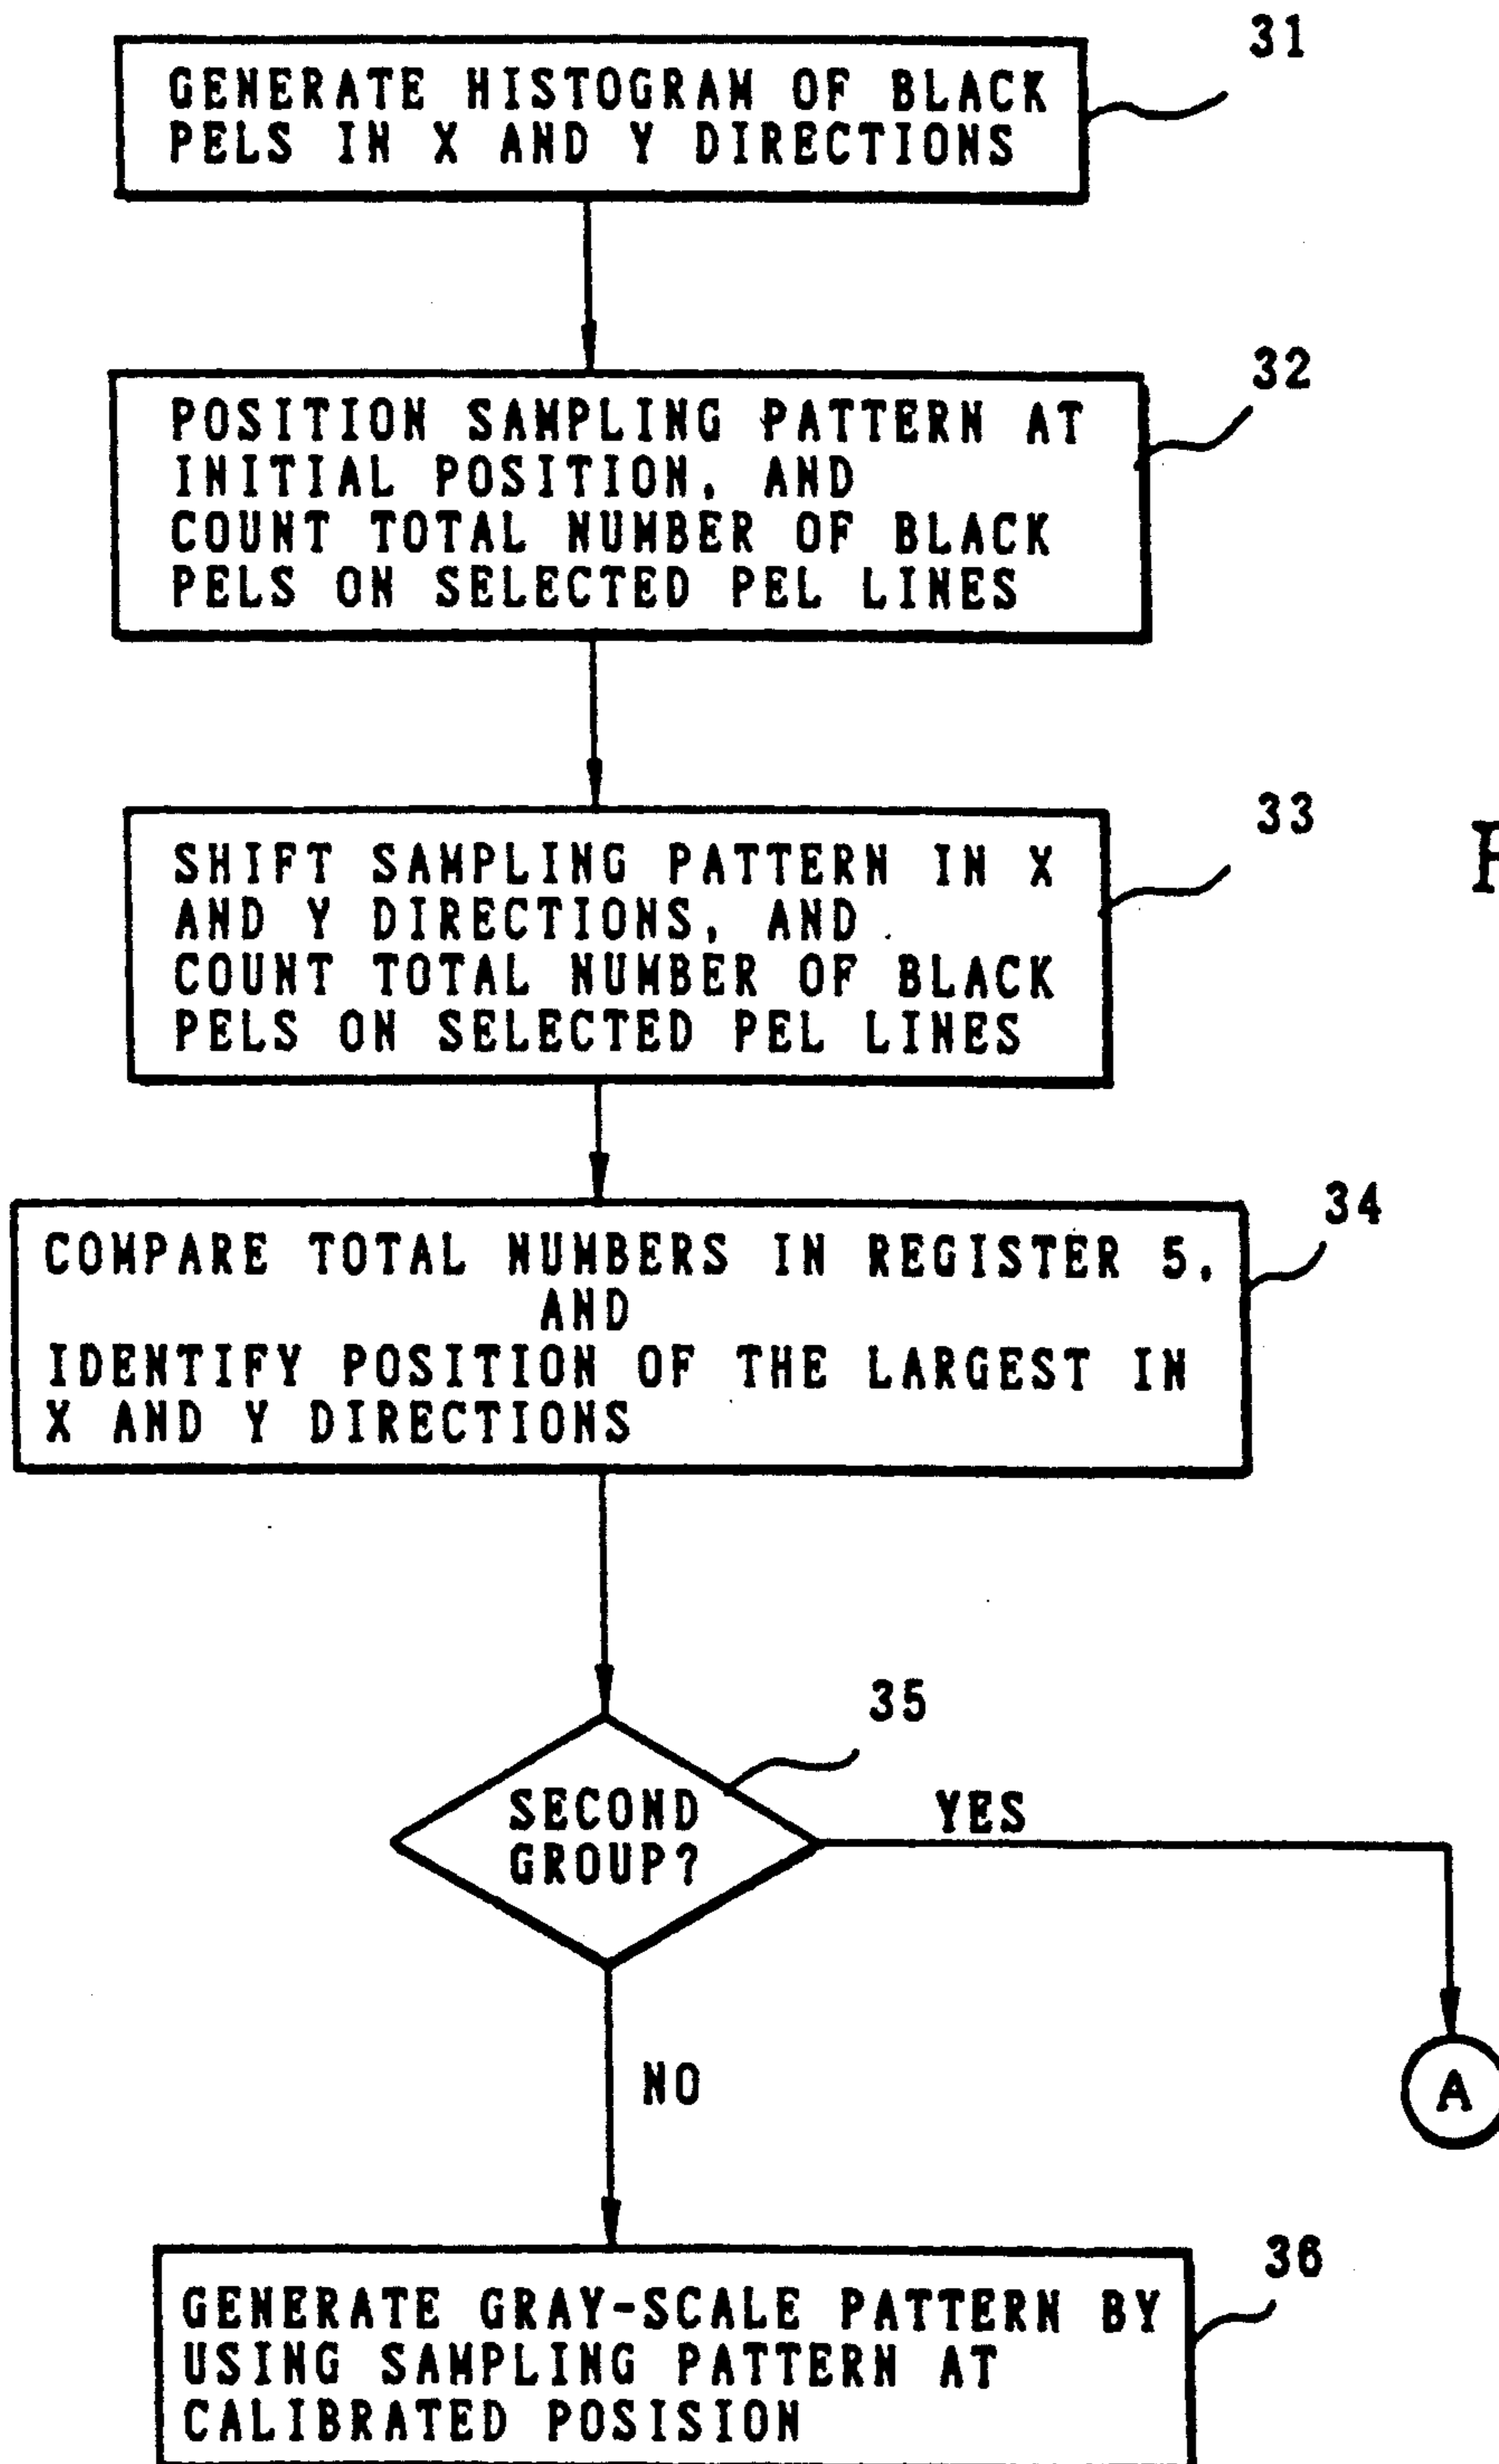 31
GENERATE HISTOGRAM OF BLACK
PELS IN X AND Y DIRECTIONS
32
POSITION SAMPLING PATTERN AT
INITIAL POSITION, AND
COUNT TOTAL NUMBER OF BLACK
PELS ON SELECTED PEL LINES
33
SHIFT SAMPLING PATTERN IN X
AND Y DIRECTIONS, AND
COUNT TOTAL NUMBER OF BLACK
PELS ON SELECTED PEL LINES
34
COMPARE TOTAL NUMBERS IN REGISTER 5,
AND
IDENTIFY POSITION OF THE LARGEST IN
X AND Y DIRECTIONS
35
SECOND
GROUP?
YES
NO
A
36
GENERATE GRAY-SCALE PATTERN BY
USING SAMPLING PATTERN AT
CALIBRATED POSISION